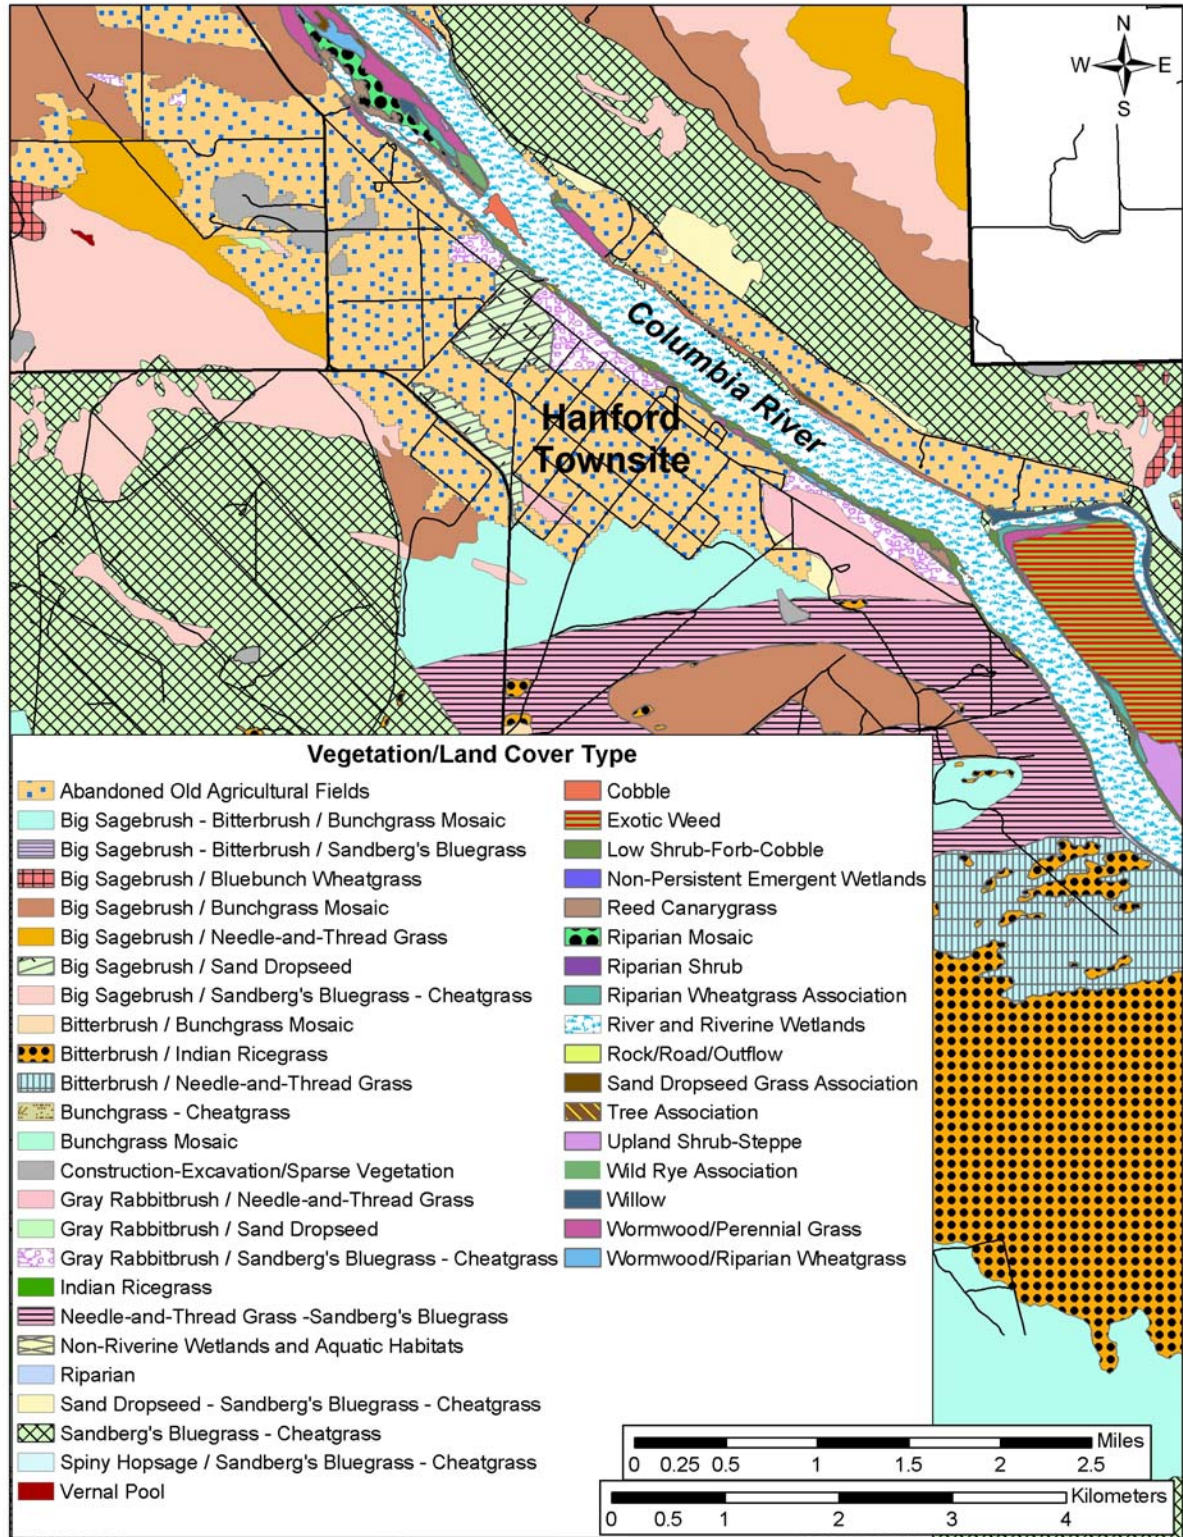 N
W E
S
Columbia River
Hanford
Townsite
Vegetation/Land Cover Type
Abandoned Old Agricultural Fields
Big Sagebrush - Bitterbrush / Bunchgrass Mosaic
Big Sagebrush - Bitterbrush / Sandberg's Bluegrass
Big Sagebrush / Bluebunch Wheatgrass
Big Sagebrush / Bunchgrass Mosaic
Big Sagebrush / Needle-and-Thread Grass
Big Sagebrush / Sand Dropseed
Big Sagebrush / Sandberg's Bluegrass - Cheatgrass
Bitterbrush / Bunchgrass Mosaic
Bitterbrush / Indian Ricegrass
Bitterbrush / Needle-and-Thread Grass
Bunchgrass - Cheatgrass
Bunchgrass Mosaic
Construction-Excavation/Sparse Vegetation
Gray Rabbitbrush / Needle-and-Thread Grass
Gray Rabbitbrush / Sand Dropseed
Gray Rabbitbrush / Sandberg's Bluegrass - Cheatgrass
Indian Ricegrass
Needle-and-Thread Grass -Sandberg's Bluegrass
Non-Riverine Wetlands and Aquatic Habitats
Riparian
Sand Dropseed - Sandberg's Bluegrass - Cheatgrass
Sandberg's Bluegrass - Cheatgrass
Spiny Hopsage / Sandberg's Bluegrass - Cheatgrass
Vernal Pool
Cobble
Exotic Weed
Low Shrub-Forb-Cobble
Non-Persistent Emergent Wetlands
Reed Canarygrass
Riparian Mosaic
Riparian Shrub
Riparian Wheatgrass Association
River and Riverine Wetlands
Rock/Road/Outflow
Sand Dropseed Grass Association
Tree Association
Upland Shrub-Steppe
Wild Rye Association
Willow
Wormwood/Perennial Grass
Wormwood/Riparian Wheatgrass
Miles
0 0.25 0.5 1 1.5 2 2.5
Kilometers
0 0.5 1 2 3 4